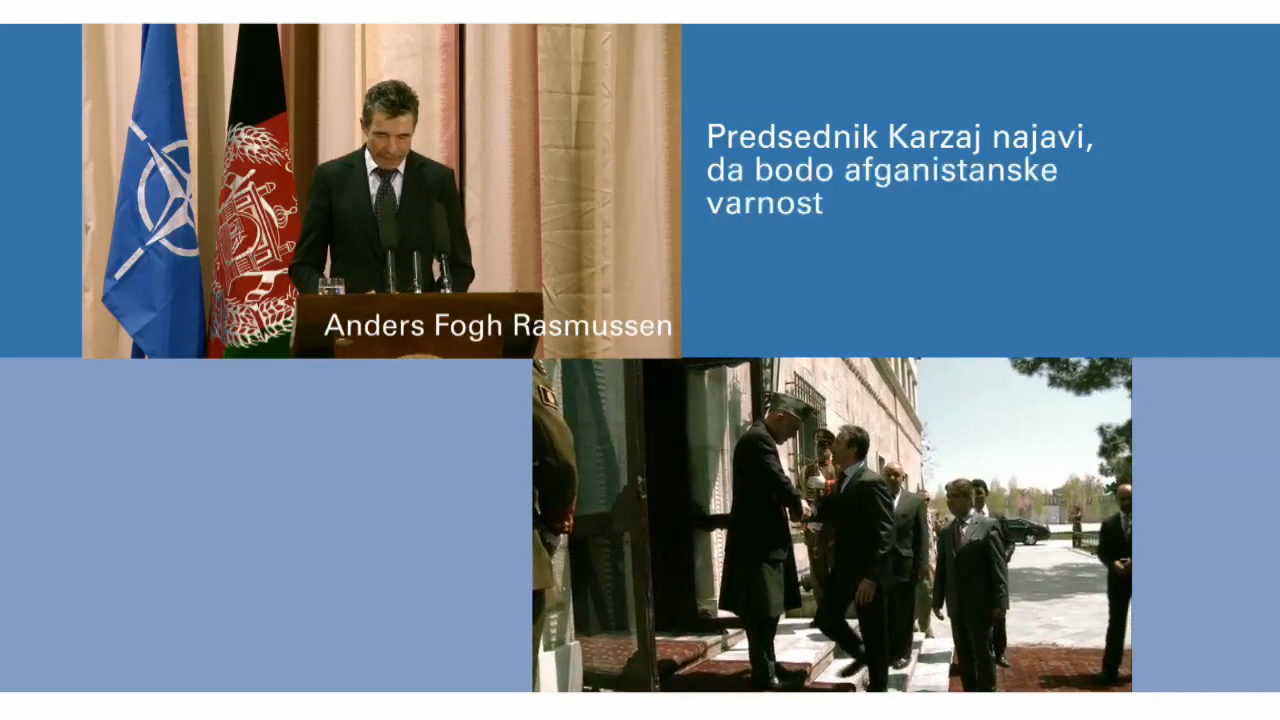 Predsednik Karzaj najavi,
da bodo afganistanske
varnost
Anders Fogh Rasmussen